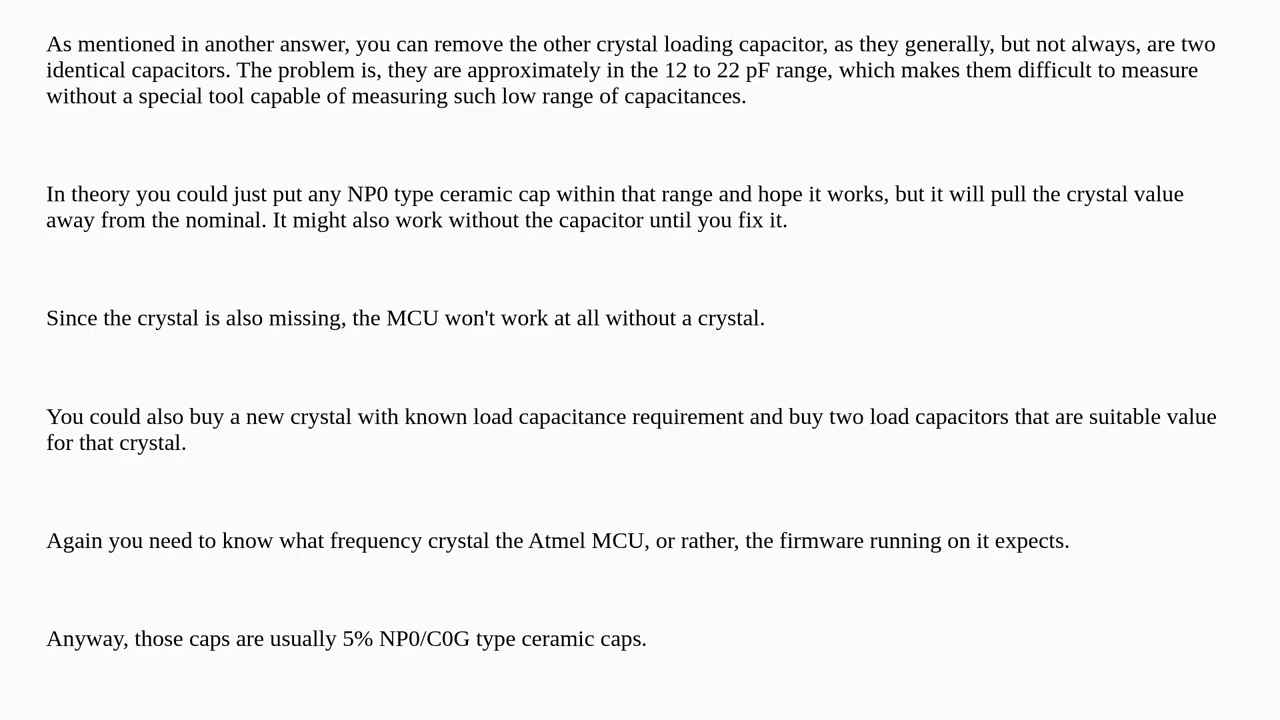 As mentioned in another answer, you can remove the other crystal loading capacitor, as they generally, but not always, are two
identical capacitors. The problem is, they are approximately in the 12 to 22 pF range, which makes them difficult to measure
without a special tool capable of measuring such low range of capacitances.
In theory you could just put any NP0 type ceramic cap within that range and hope it works, but it will pull the crystal value
away from the nominal. It might also work without the capacitor until you fix it.
Since the crystal is also missing, the MCU won't work at all without a crystal.
You could also buy a new crystal with known load capacitance requirement and buy two load capacitors that are suitable value
for that crystal.
Again you need to know what frequency crystal the Atmel MCU, or rather, the firmware running on it expects.
Anyway, those caps are usually 5% NP0/C0G type ceramic caps.